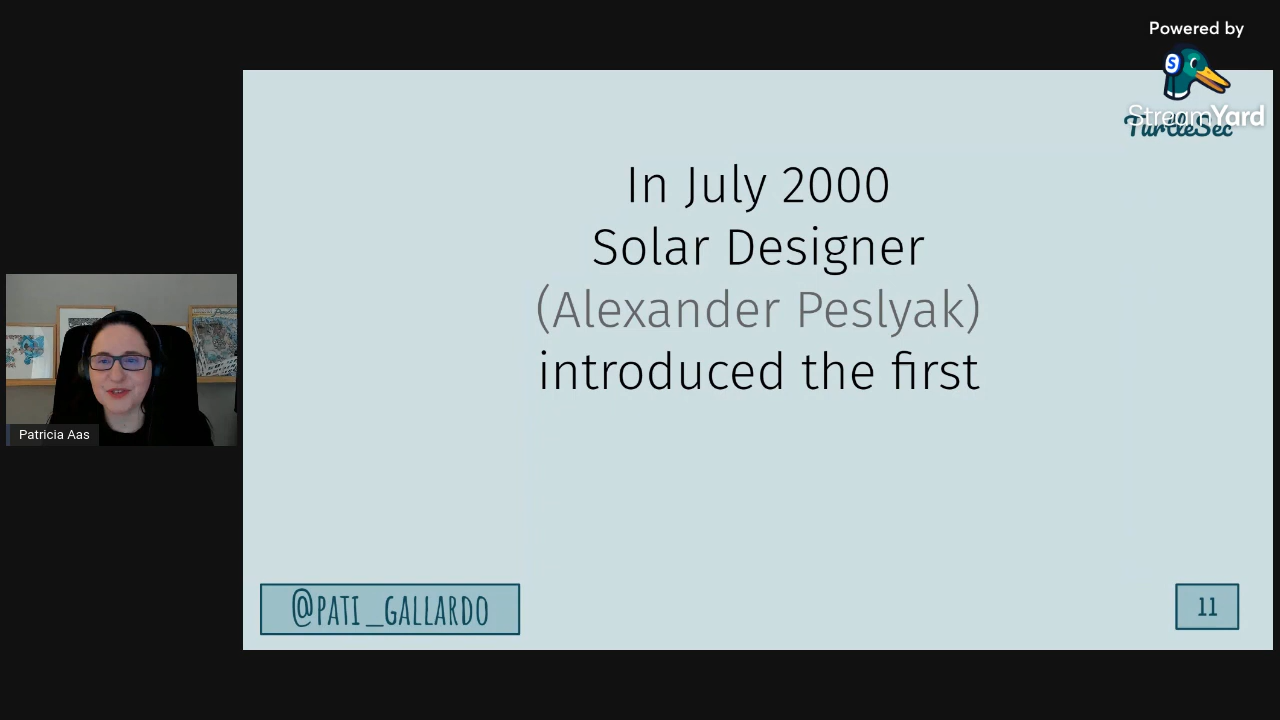 Powered by
StreamYard
TurtleSec
In July 2000
Solar Designer
(Alexander Peslyak)
introduced the first
Patricia Aas
@PATI_GALLARDO
11